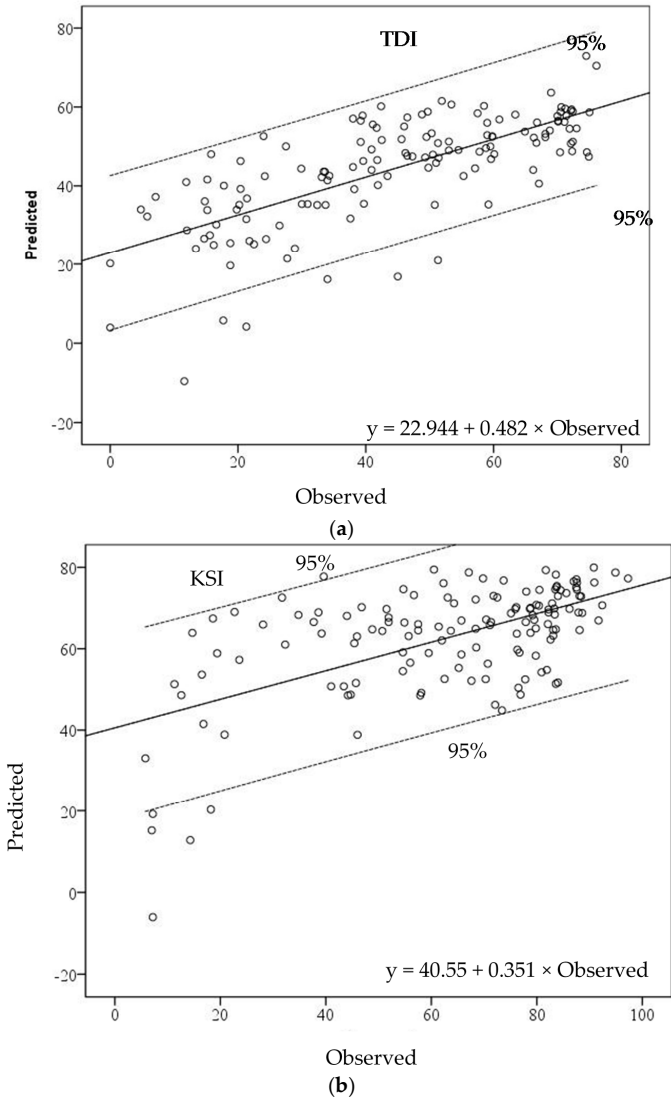 80
TDI
95%
60
40
Predicted
95%
20
0
-20
y = 22.944 + 0.482 × Observed
0 20 40 60 80
Observed
(a)
80
KSI
95%
60
40
95%
Predicted
20
0
-20
y = 40.55 + 0.351 × Observed
0 20 40 60 80 100
Observed
(b)